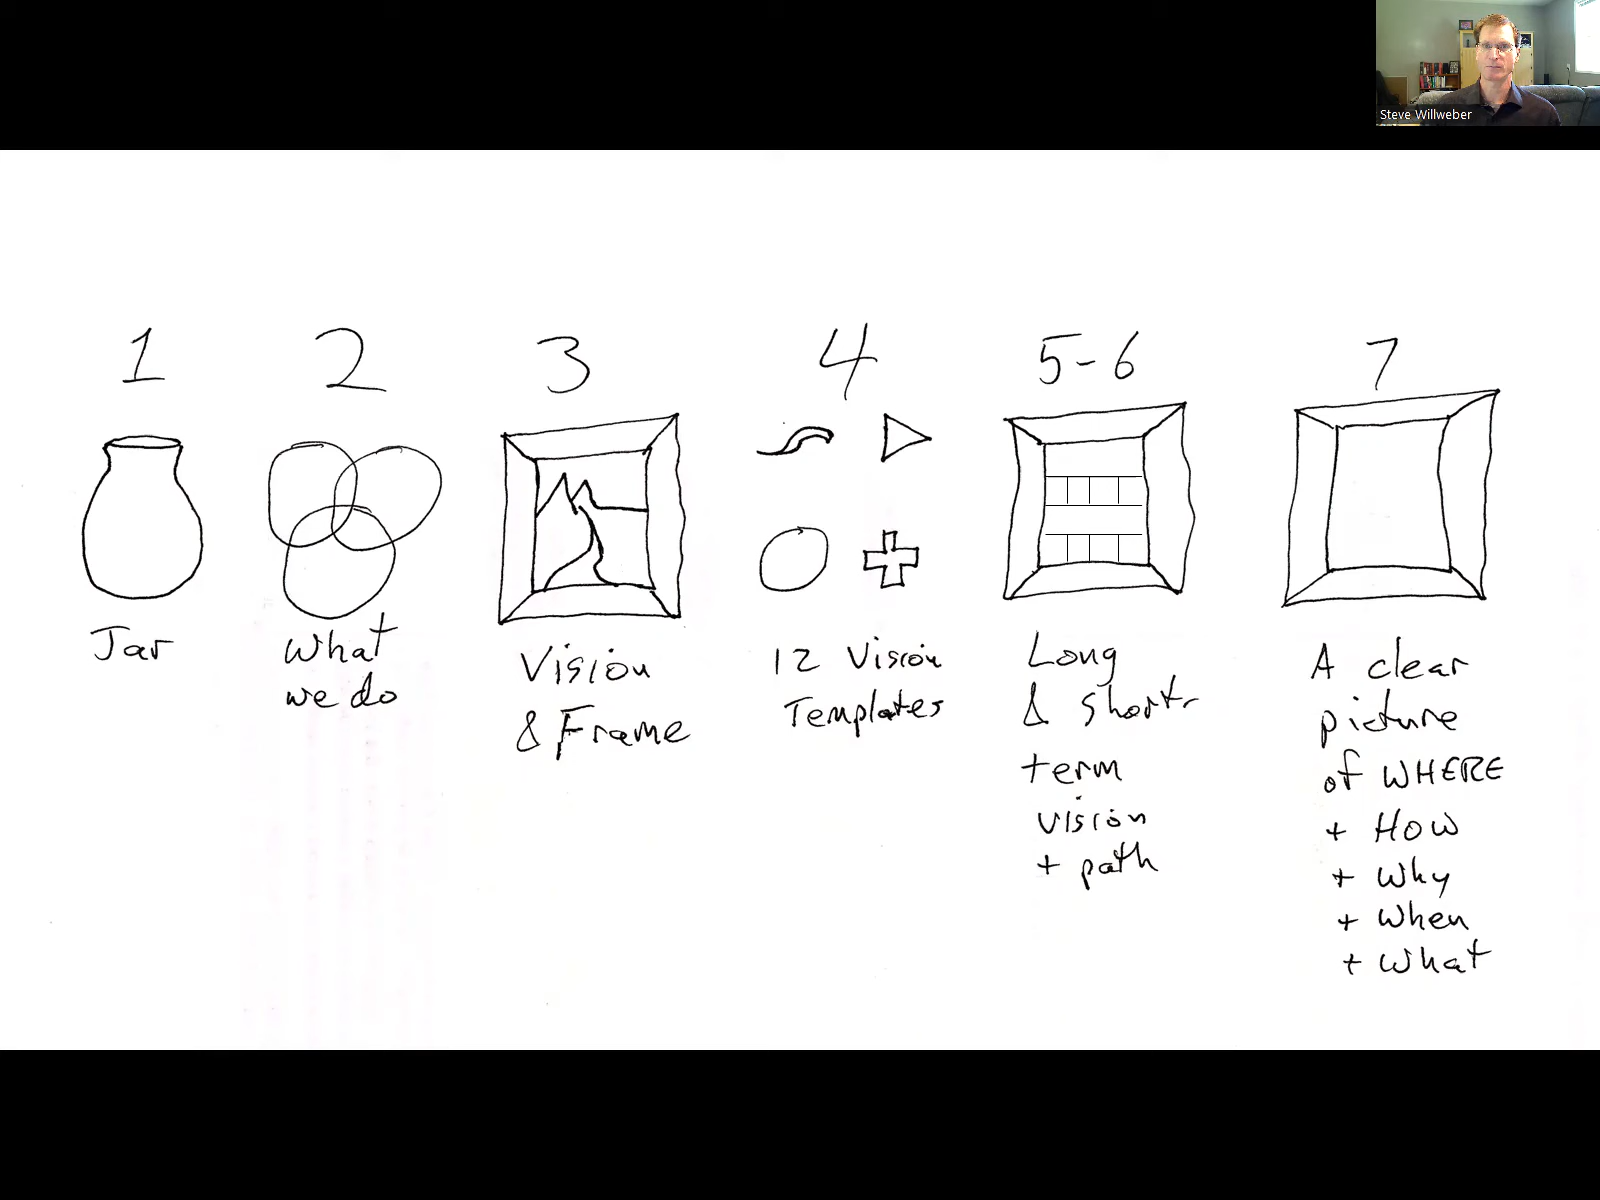 Steve Willweber
1
2
3
4
5-6
7
Jar
What
we do
Vision
& Frame
12 Vision
Templates
Long
& short-
term
vision
+ path
A clear
picture
of WHERE
+ HOW
+ Why
+ When
+ What